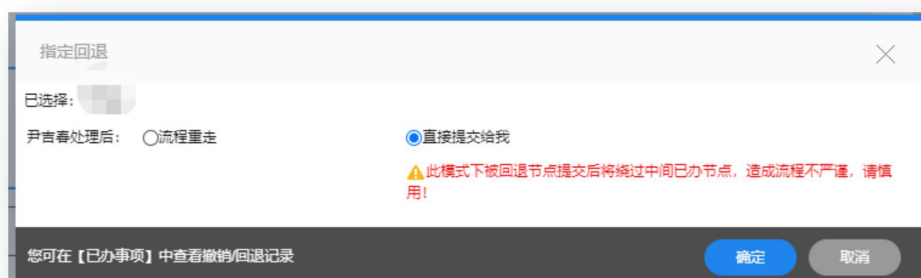 指定回退
已选择:
尹吉春处理后: 流程重走 直接提交给我
此模式下被回退节点提交后将绕过中间已办节点，造成流程不严谨，请慎
用!
您可在【已办事项】中查看撤销/回退记录 确定 取消